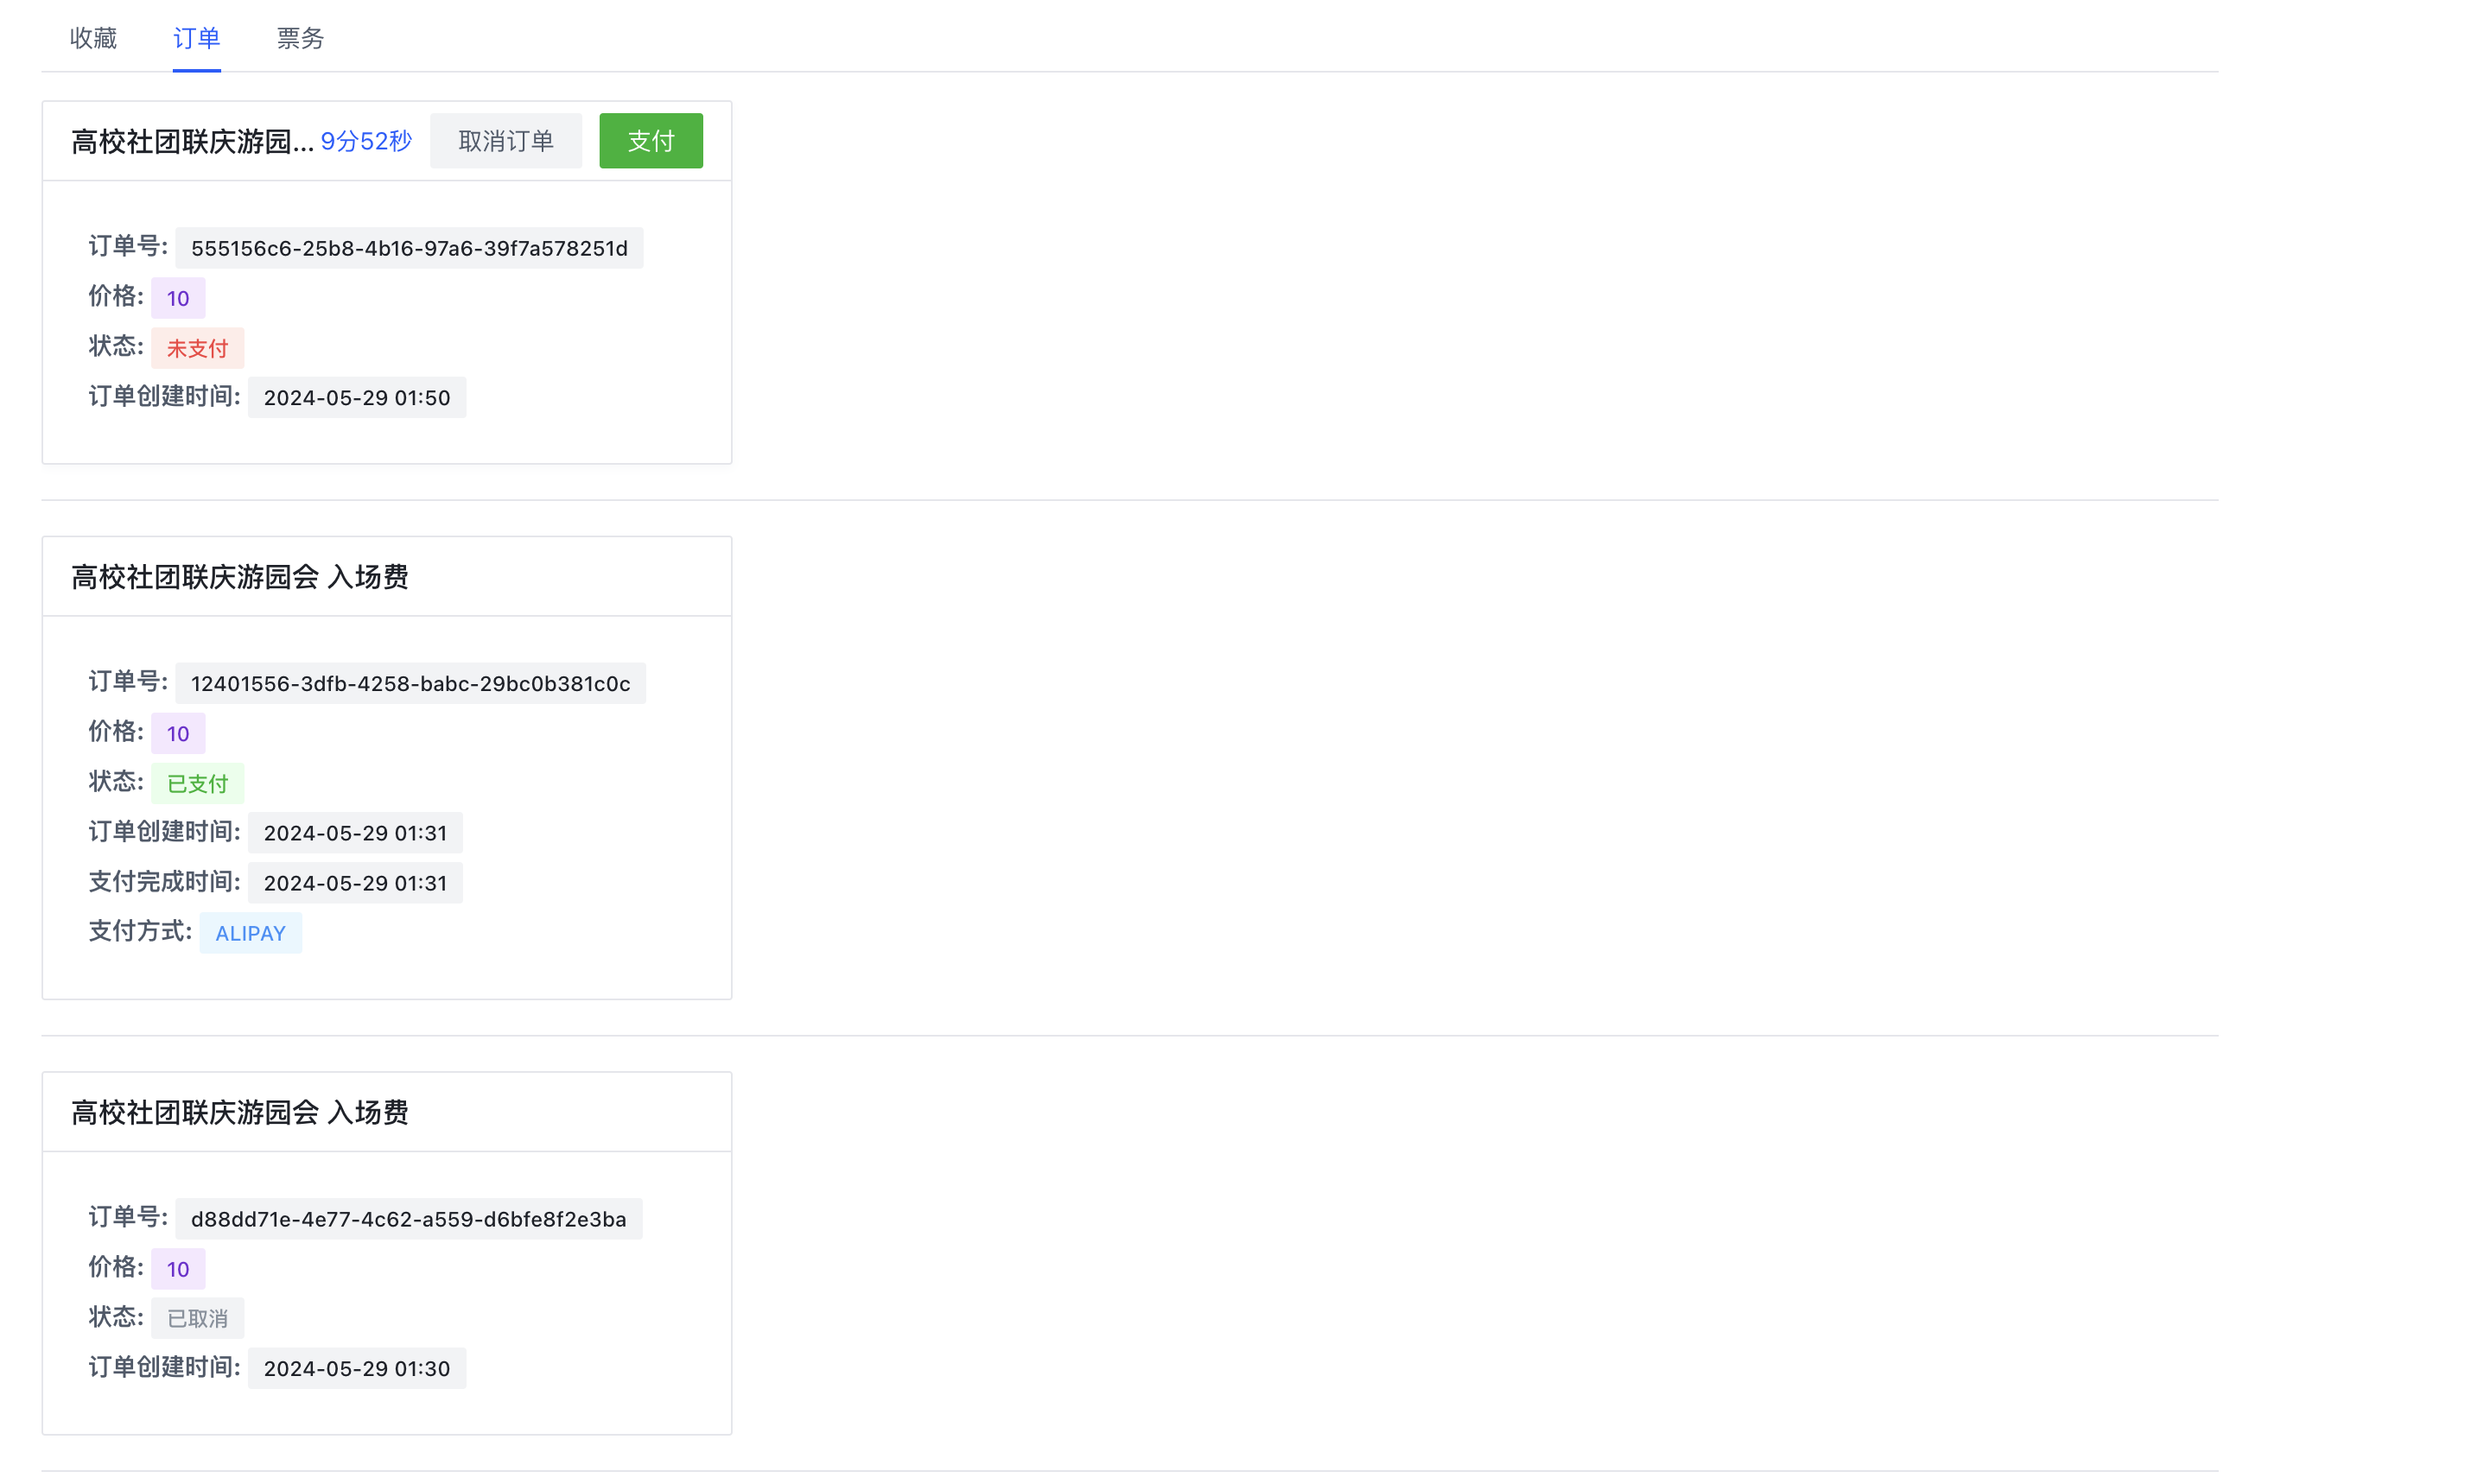 收藏 订单 票务
高校社团联庆游园... 9分52秒 取消订单 支付
订单号: 555156c6-25b8-4b16-97a6-39f7a578251d
价格: 10
状态: 未支付
订单创建时间: 2024-05-29 01:50
高校社团联庆游园会 入场费
订单号: 12401556-3dfb-4258-babc-29bc0b381c0c
价格: 10
状态: 已支付
订单创建时间: 2024-05-29 01:31
支付完成时间: 2024-05-29 01:31
支付方式: ALIPAY
高校社团联庆游园会 入场费
订单号: d88dd71e-4e77-4c62-a559-d6bfe8f2e3ba
价格: 10
状态: 已取消
订单创建时间: 2024-05-29 01:30